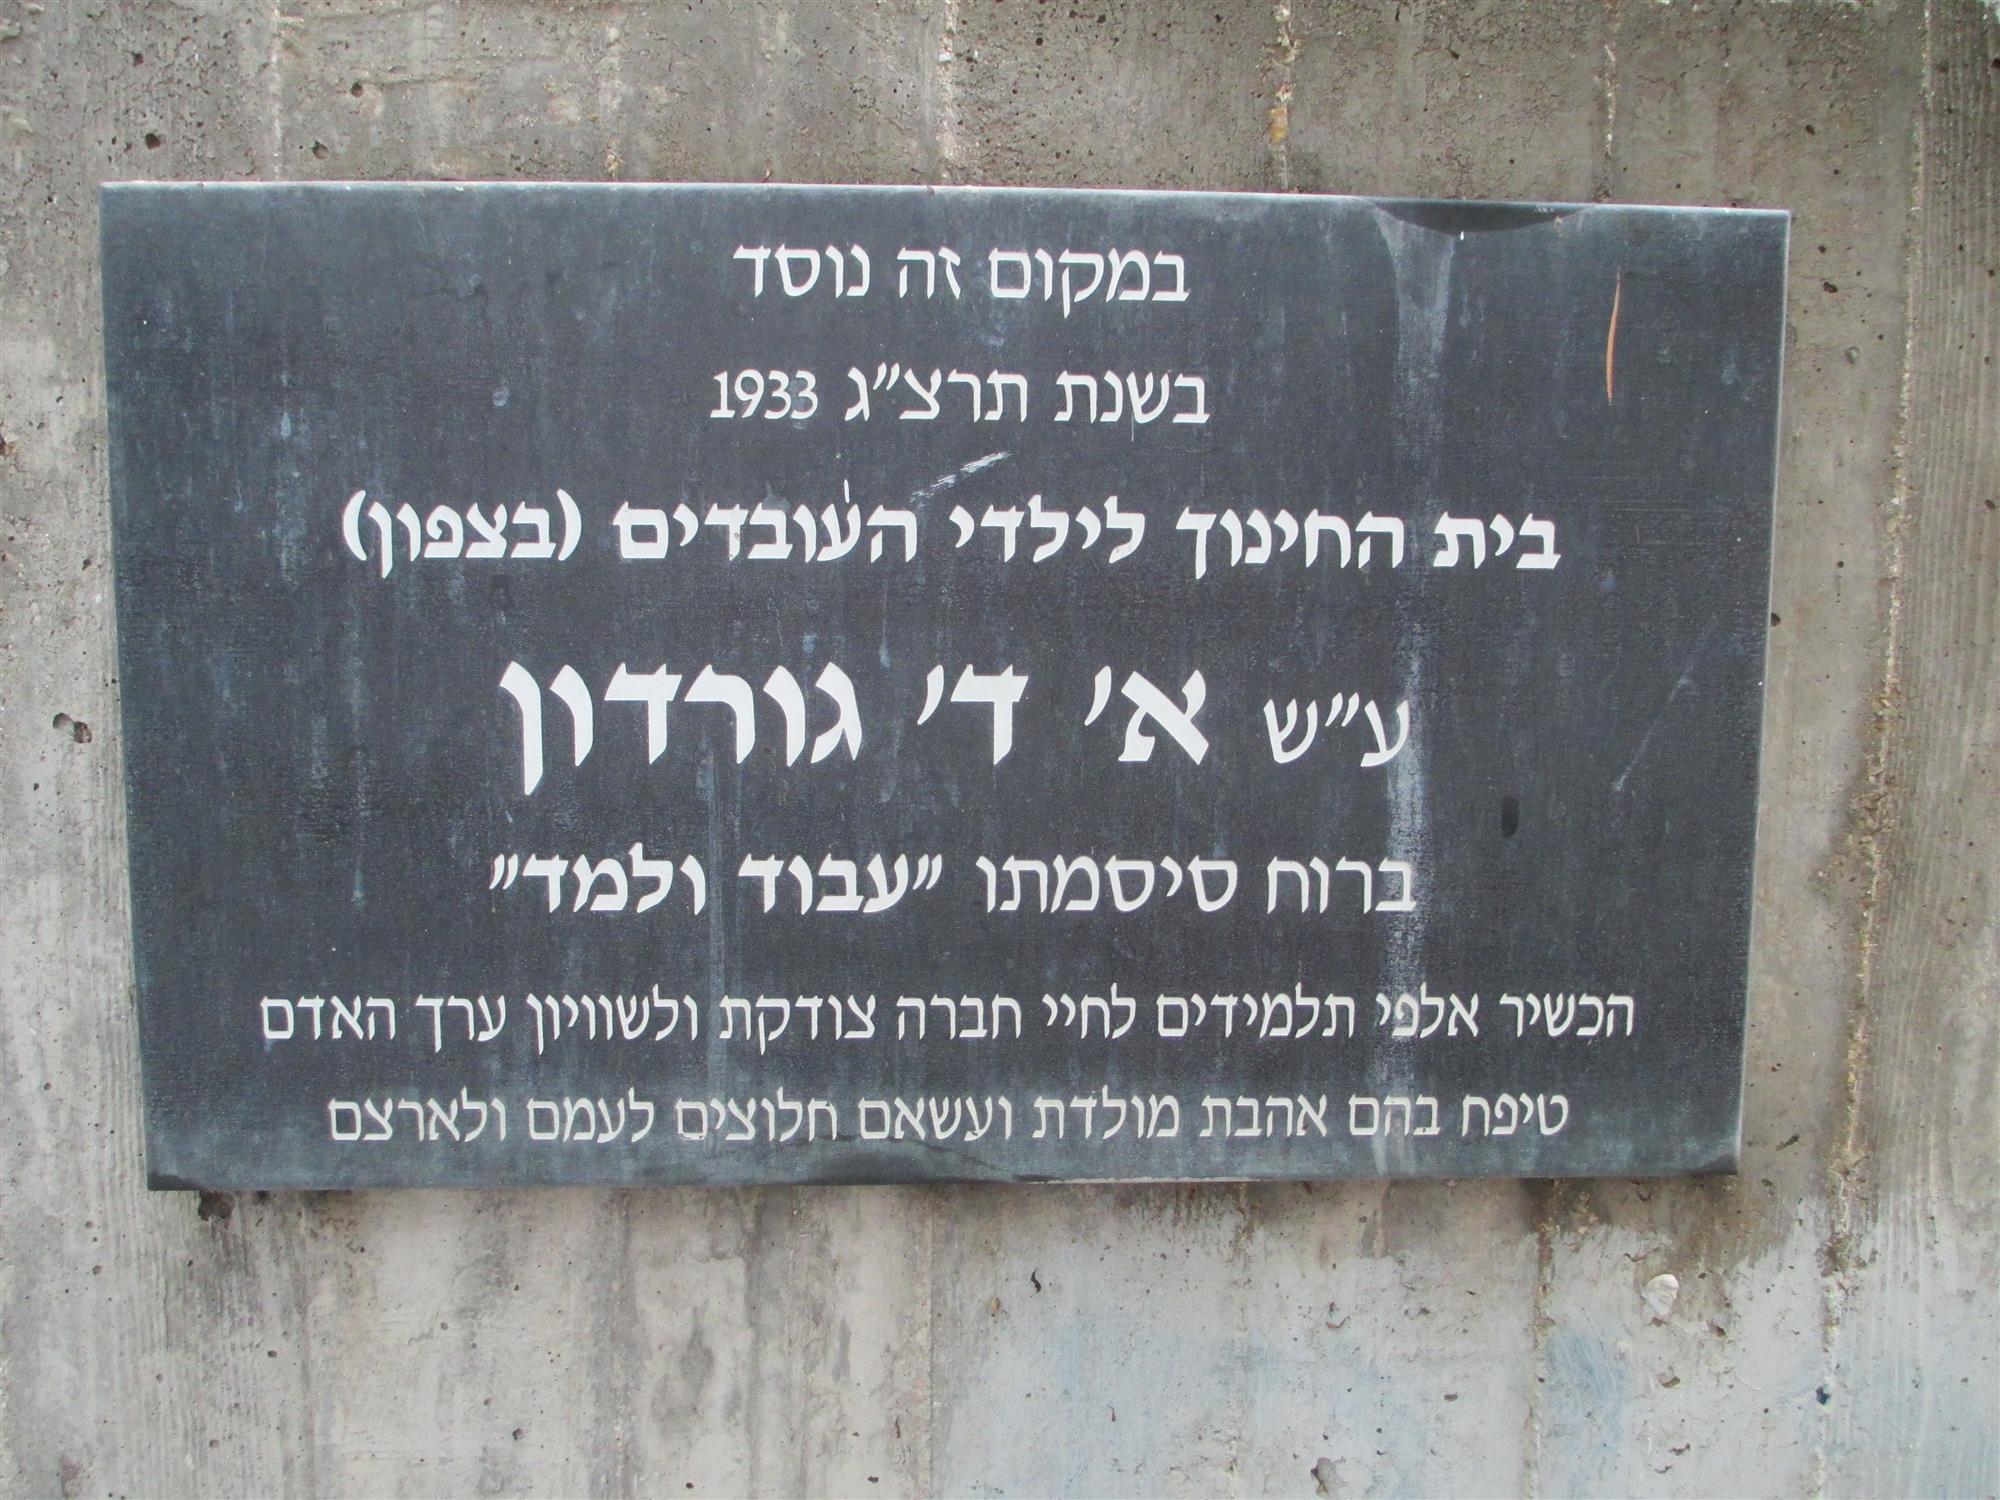 במקום זה נוסד
בשנת תרצ״ג 1933
בית החינוך לילדי העובדים (בצפון)
ע״ש א׳ ד׳ גורדון
ברוח סיסמתו ״עבוד ולמד״
הכשיר אלפי תלמידים לחיי חברה צודקת ולשוויון ערך האדם
טיפח בהם אהבת מולדת ועשאם חלוצים לעמם ולארצם